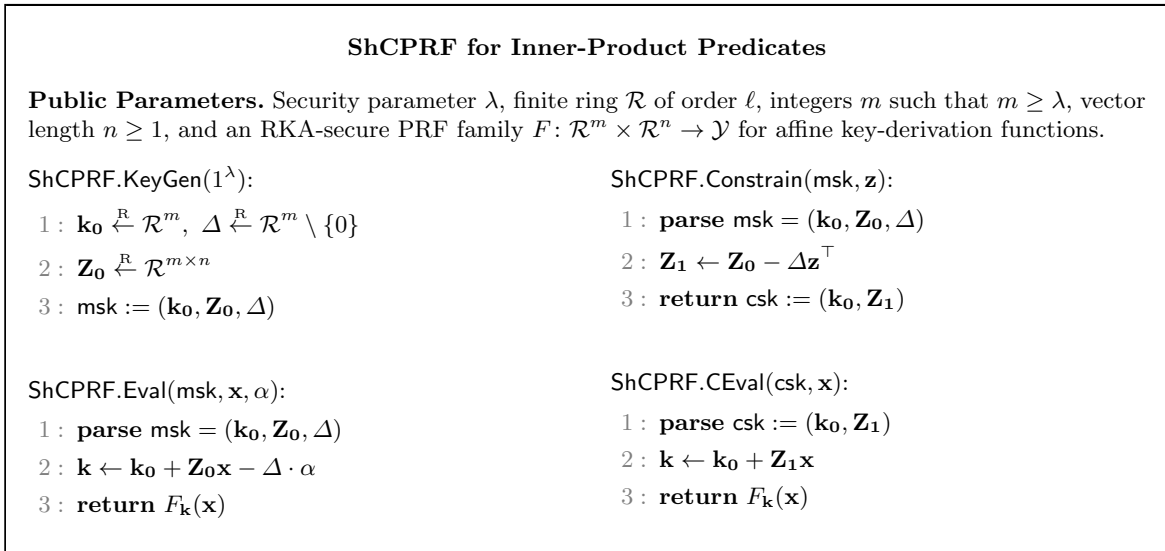 ShCPRF for Inner-Product Predicates
Public Parameters. Security parameter λ, finite ring ℛ of order ℓ, integers m such that m ≥ λ, vector
length n ≥ 1, and an RKA-secure PRF family F: ℛ^m × ℛ^n → 𝒴 for affine key-derivation functions.
ShCPRF.KeyGen(1^λ):
1 : k₀ ←^R ℛ^m, Δ ←^R ℛ^m \ {0}
2 : Z₀ ←^R ℛ^{m×n}
3 : msk := (k₀, Z₀, Δ)
ShCPRF.Constrain(msk, z):
1 : parse msk = (k₀, Z₀, Δ)
2 : Z₁ ← Z₀ − Δz^⊤
3 : return csk := (k₀, Z₁)
ShCPRF.Eval(msk, x, α):
1 : parse msk = (k₀, Z₀, Δ)
2 : k ← k₀ + Z₀x − Δ · α
3 : return F_k(x)
ShCPRF.CEval(csk, x):
1 : parse csk := (k₀, Z₁)
2 : k ← k₀ + Z₁x
3 : return F_k(x)